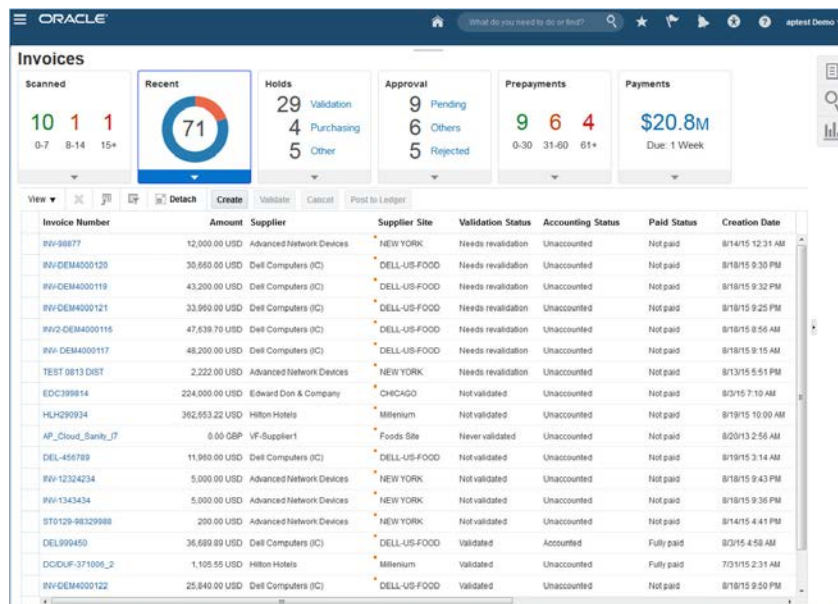 ORACLE
What do you need to do or find?
aptest Demo
Invoices
Scanned
10 1 1
0-7 8-14 15+
Recent
71
Holds
29 Validation
4 Purchasing
5 Other
Approval
9 Pending
6 Others
5 Rejected
Prepayments
9 6 4
0-30 31-60 61+
Payments
$20.8M
Due: 1 Week
View Detach Create Validate Cancel Post to Ledger
Invoice Number Amount Supplier Supplier Site Validation Status Accounting Status Paid Status Creation Date
INV-98877 12,000.00 USD Advanced Network Devices NEW YORK Needs revalidation Unaccounted Not paid 8/14/15 12:31 AM
INV-DEM4000120 30,660.00 USD Dell Computers (IC) DELL-US-FOOD Needs revalidation Unaccounted Not paid 8/18/15 9:30 PM
INV-DEM4000119 43,200.00 USD Dell Computers (IC) DELL-US-FOOD Needs revalidation Unaccounted Not paid 8/18/15 9:32 PM
INV-DEM4000121 33,960.00 USD Dell Computers (IC) DELL-US-FOOD Needs revalidation Unaccounted Not paid 8/18/15 9:25 PM
INV2-DEM4000116 47,639.70 USD Dell Computers (IC) DELL-US-FOOD Needs revalidation Unaccounted Not paid 8/18/15 8:56 AM
INV- DEM4000117 48,200.00 USD Dell Computers (IC) DELL-US-FOOD Needs revalidation Unaccounted Not paid 8/18/15 9:15 AM
TEST 0813 DIST 2,222.00 USD Advanced Network Devices NEW YORK Needs revalidation Unaccounted Not paid 8/13/15 5:51 PM
EDC399814 224,000.00 USD Edward Don & Company CHICAGO Not validated Unaccounted Not paid 8/3/15 7:10 AM
HLH290934 362,653.22 USD Hilton Hotels Millenium Not validated Unaccounted Not paid 8/19/15 10:00 AM
AP_Cloud_Sanity_I7 0.00 GBP VF-Supplier1 Foods Site Never validated Unaccounted Not paid 8/20/13 2:56 AM
DEL-456789 11,960.00 USD Dell Computers (IC) DELL-US-FOOD Not validated Unaccounted Not paid 8/19/15 3:14 AM
INV-12324234 5,000.00 USD Advanced Network Devices NEW YORK Not validated Unaccounted Not paid 8/18/15 9:43 PM
INV-1343434 5,000.00 USD Advanced Network Devices NEW YORK Not validated Unaccounted Not paid 8/18/15 9:36 PM
ST0129-98329988 200.00 USD Advanced Network Devices NEW YORK Not validated Unaccounted Not paid 8/14/15 4:41 PM
DEL999450 36,689.89 USD Dell Computers (IC) DELL-US-FOOD Validated Accounted Fully paid 8/3/15 4:58 AM
DC/DUF-371006_2 1,105.55 USD Hilton Hotels Millenium Validated Unaccounted Fully paid 7/31/15 2:31 AM
INV-DEM4000122 25,840.00 USD Dell Computers (IC) DELL-US-FOOD Validated Unaccounted Not paid 8/18/15 9:50 PM